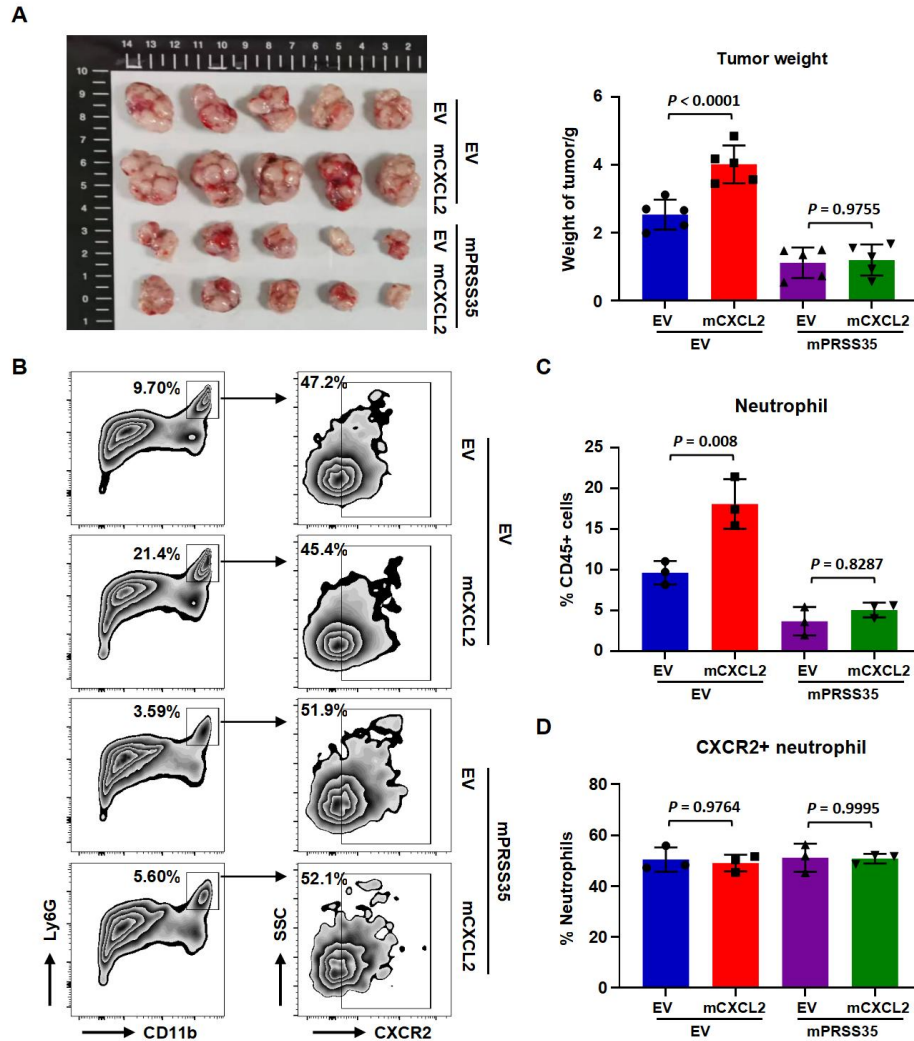 A
14 13 12 11 10 9 8 7 6 5 4 3 2
10
9
8
7
6
5
4
3
2
1
0
1
EV
mCXCL2
EV
mCXCL2
EV
mPRSS35
Tumor weight
Weight of tumor/g
6
4
2
0
P < 0.0001
P = 0.9755
EV mCXCL2 EV mCXCL2
EV mPRSS35
B
9.70%
47.2%
EV
21.4%
45.4%
mCXCL2
EV
3.59%
51.9%
EV
5.60%
52.1%
mCXCL2
mPRSS35
Ly6G
SSC
CD11b
CXCR2
C
Neutrophil
% CD45+ cells
25
20
15
10
5
0
P = 0.008
P = 0.8287
EV mCXCL2 EV mCXCL2
EV mPRSS35
D
CXCR2+ neutrophil
% Neutrophils
80
60
40
20
0
P = 0.9764
P = 0.9995
EV mCXCL2 EV mCXCL2
EV mPRSS35